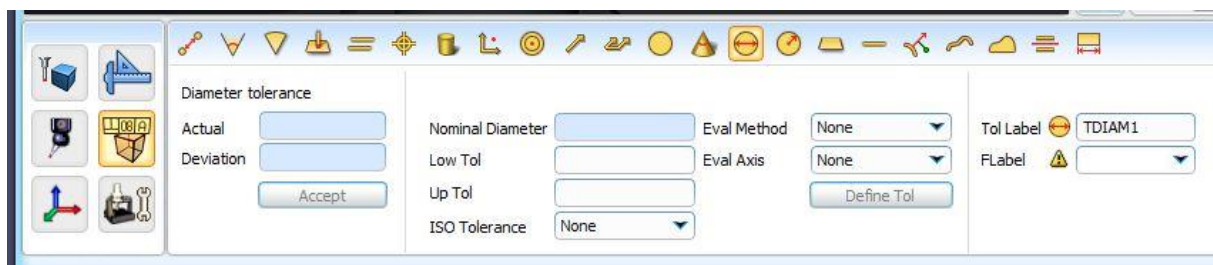 Diameter tolerance
Actual
Deviation
Accept
Nominal Diameter
Low Tol
Up Tol
ISO Tolerance None
Eval Method None
Eval Axis None
Define Tol
Tol Label TDIAM1
FLabel